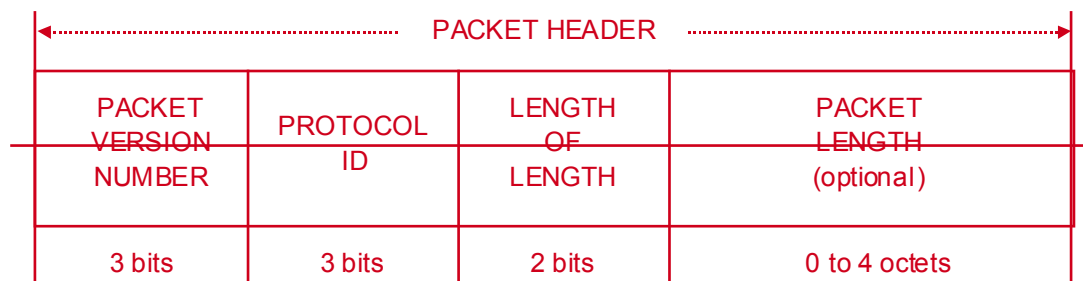 PACKET HEADER
PACKET
VERSION
NUMBER
PROTOCOL
ID
LENGTH
OF
LENGTH
PACKET
LENGTH
(optional)
3 bits
3 bits
2 bits
0 to 4 octets